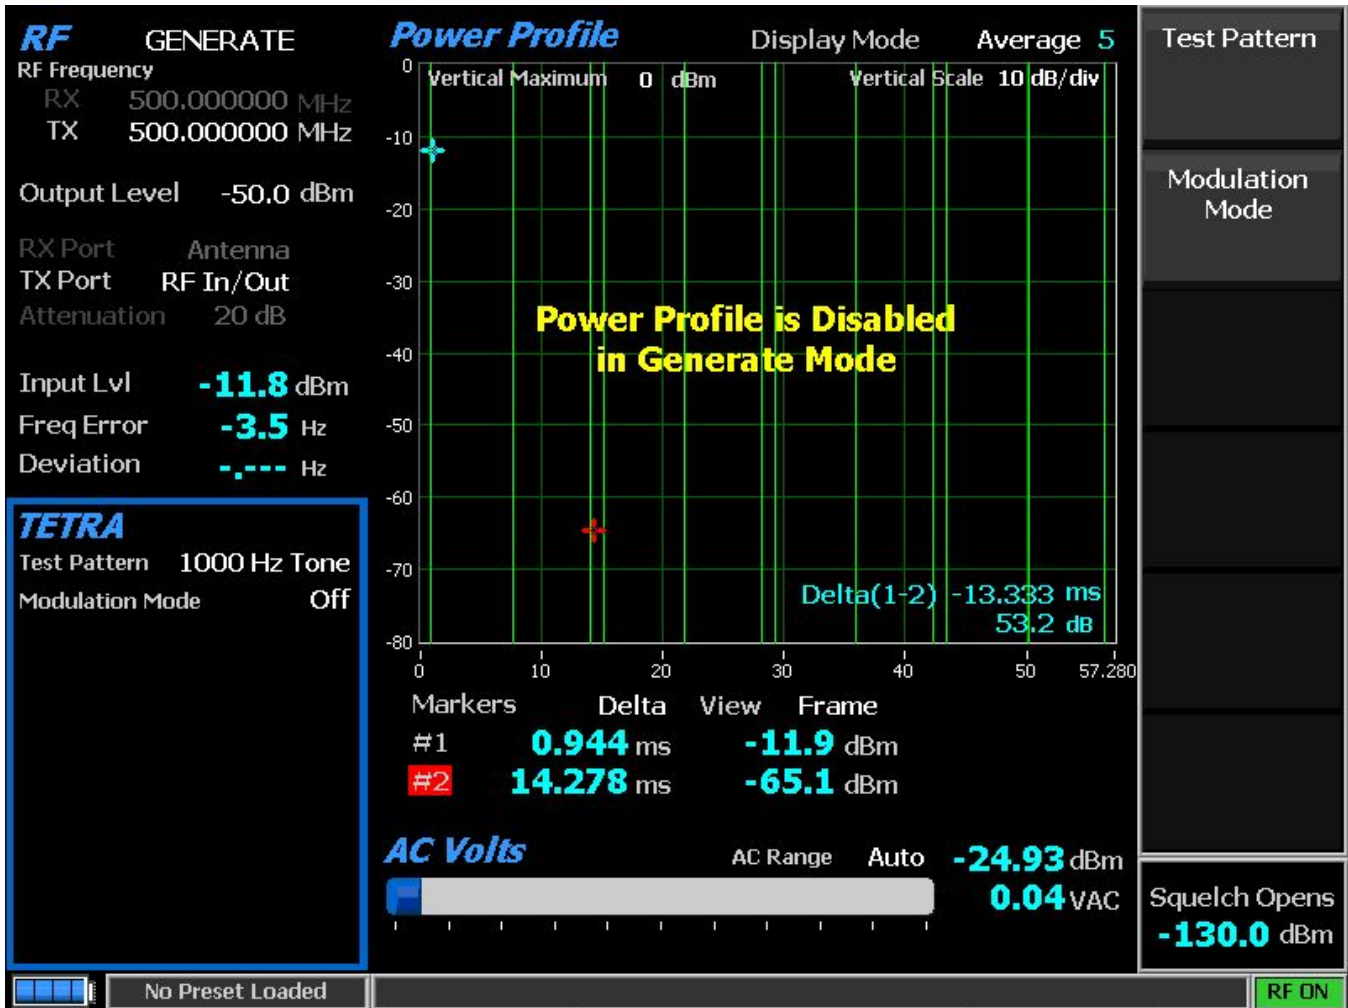 RF GENERATE
RF Frequency
RX 500.000000 MHz
TX 500.000000 MHz
Output Level -50.0 dBm
RX Port Antenna
TX Port RF In/Out
Attenuation 20 dB
Input Lvl -11.8 dBm
Freq Error -3.5 Hz
Deviation -.--- Hz
TETRA
Test Pattern 1000 Hz Tone
Modulation Mode Off
Power Profile Display Mode Average 5
Vertical Maximum 0 dBm Vertical Scale 10 dB/div
0
-10
-20
-30
-40
-50
-60
-70
-80
Power Profile is Disabled
in Generate Mode
Delta(1-2) -13.333 ms
53.2 dB
0 10 20 30 40 50 57.280
Markers Delta View Frame
#1 0.944 ms -11.9 dBm
#2 14.278 ms -65.1 dBm
AC Volts AC Range Auto -24.93 dBm
0.04 VAC
Test Pattern
Modulation
Mode
Squelch Opens
-130.0 dBm
No Preset Loaded
RF ON